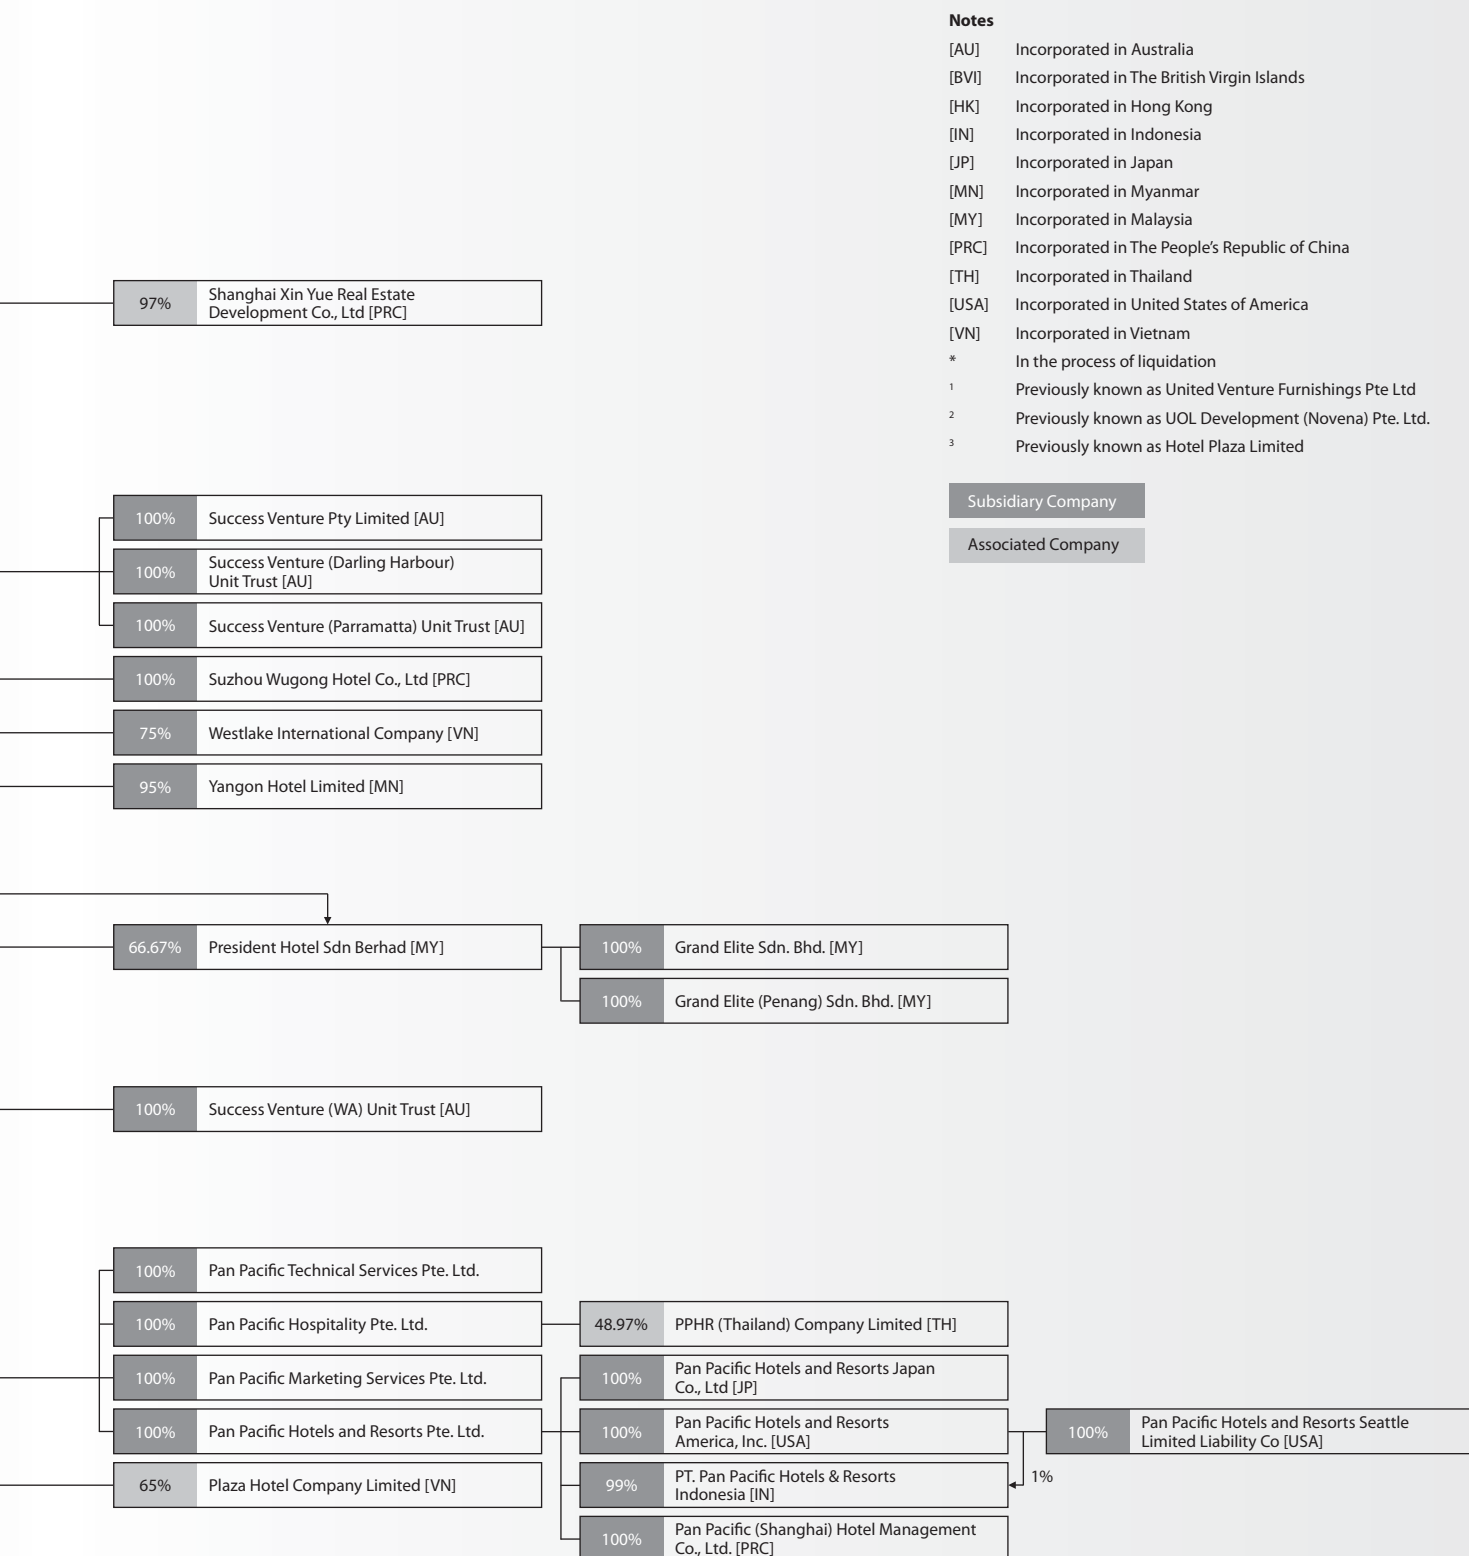 Notes
[AU] Incorporated in Australia
[BVI] Incorporated in The British Virgin Islands
[HK] Incorporated in Hong Kong
[IN] Incorporated in Indonesia
[JP] Incorporated in Japan
[MN] Incorporated in Myanmar
[MY] Incorporated in Malaysia
[PRC] Incorporated in The People's Republic of China
[TH] Incorporated in Thailand
[USA] Incorporated in United States of America
[VN] Incorporated in Vietnam
* In the process of liquidation
1 Previously known as United Venture Furnishings Pte Ltd
2 Previously known as UOL Development (Novena) Pte. Ltd.
3 Previously known as Hotel Plaza Limited
Subsidiary Company
Associated Company
97% Shanghai Xin Yue Real Estate
Development Co., Ltd [PRC]
100% Success Venture Pty Limited [AU]
100% Success Venture (Darling Harbour)
Unit Trust [AU]
100% Success Venture (Parramatta) Unit Trust [AU]
100% Suzhou Wugong Hotel Co., Ltd [PRC]
75% Westlake International Company [VN]
95% Yangon Hotel Limited [MN]
66.67% President Hotel Sdn Berhad [MY]
100% Grand Elite Sdn. Bhd. [MY]
100% Grand Elite (Penang) Sdn. Bhd. [MY]
100% Success Venture (WA) Unit Trust [AU]
100% Pan Pacific Technical Services Pte. Ltd.
100% Pan Pacific Hospitality Pte. Ltd.
48.97% PPHR (Thailand) Company Limited [TH]
100% Pan Pacific Marketing Services Pte. Ltd.
100% Pan Pacific Hotels and Resorts Japan
Co., Ltd [JP]
100% Pan Pacific Hotels and Resorts Pte. Ltd.
100% Pan Pacific Hotels and Resorts
America, Inc. [USA]
100% Pan Pacific Hotels and Resorts Seattle
Limited Liability Co [USA]
65% Plaza Hotel Company Limited [VN]
99% PT. Pan Pacific Hotels & Resorts
Indonesia [IN]
1%
100% Pan Pacific (Shanghai) Hotel Management
Co., Ltd. [PRC]